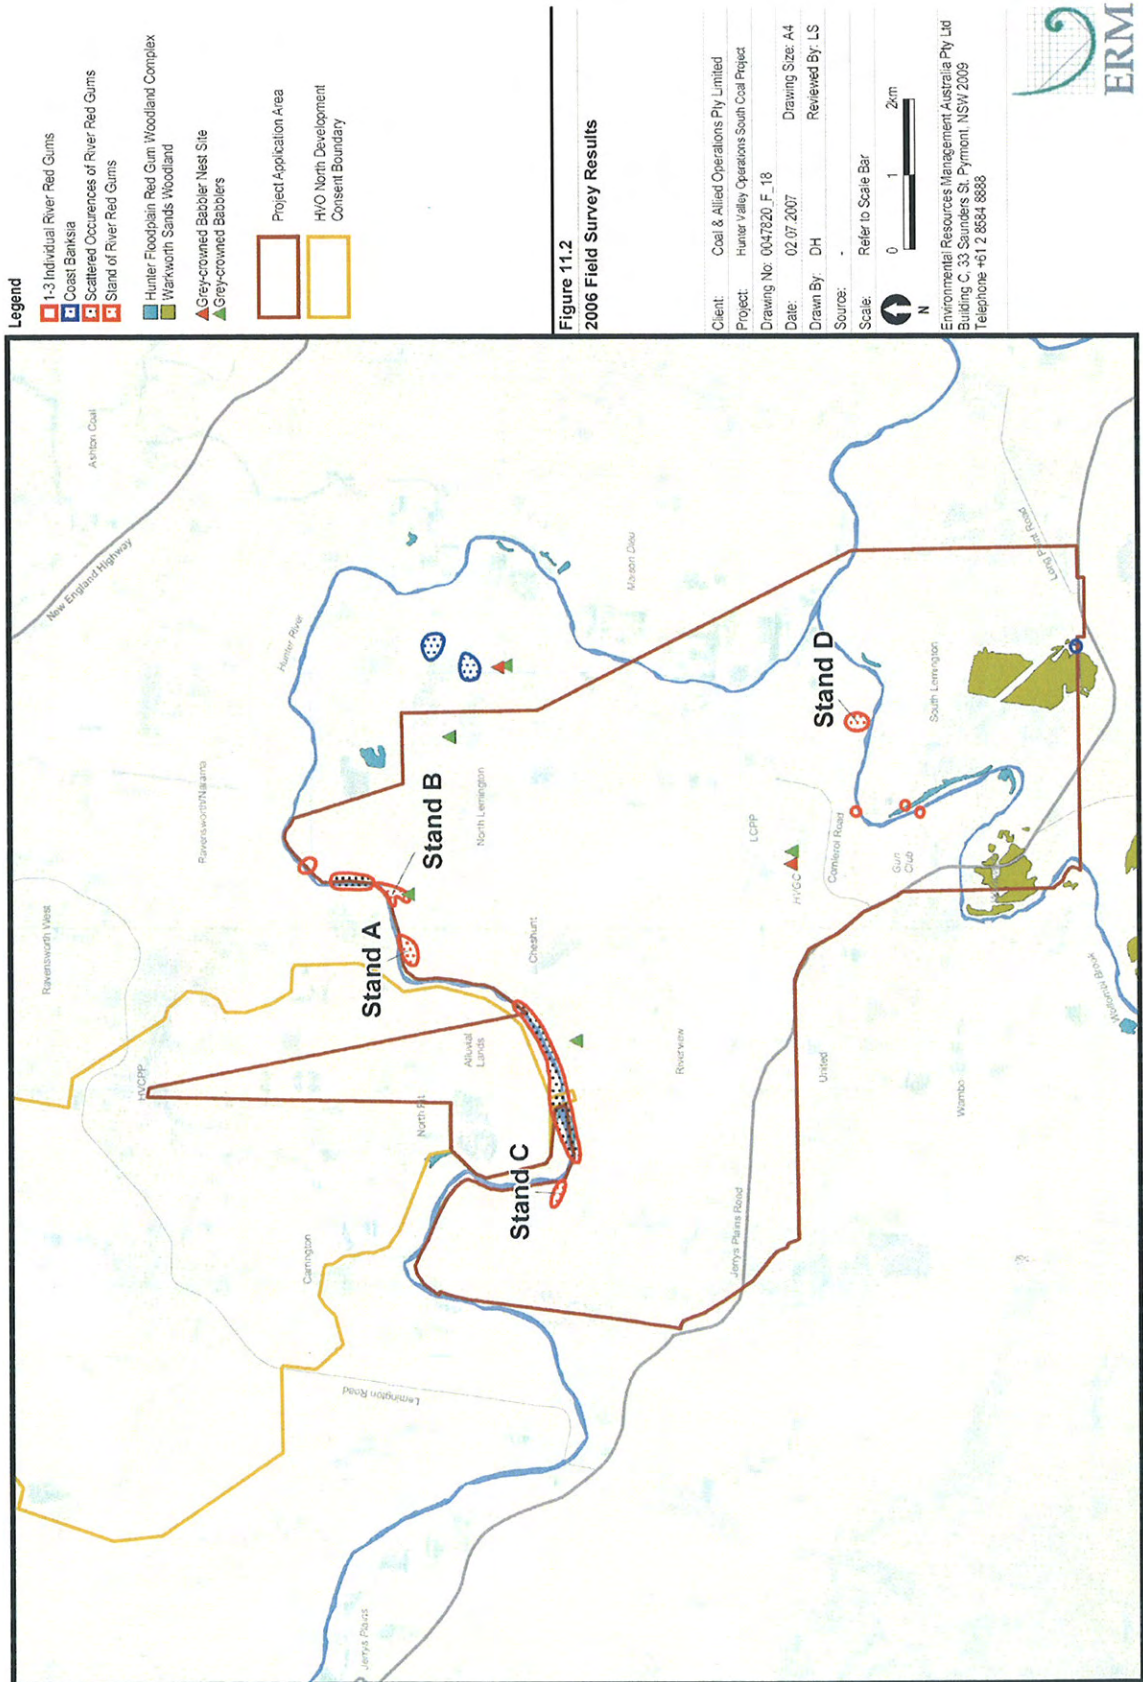 Legend
1-3 Individual River Red Gums
Coast Banksia
Scattered Occurences of River Red Gums
Stand of River Red Gums
Hunter Floodplain Red Gum Woodland Complex
Warkworth Sands Woodland
Grey-crowned Babbler Nest Site
Grey-crowned Babblers
Project Application Area
HVO North Development
Consent Boundary
Figure 11.2
2006 Field Survey Results
Client: Coal & Allied Operations Pty Limited
Project: Hunter Valley Operations South Coal Project
Drawing No: 0047820_F_18
Date: 02.07.2007 Drawing Size: A4
Drawn By: DH Reviewed By: LS
Source: -
Scale: Refer to Scale Bar
0 1 2km
N
Environmental Resources Management Australia Pty Ltd
Building C, 33 Saunders St, Pyrmont, NSW 2009
Telephone +61 2 8584 8888
ERM
Ashton Coal
New England Highway
Hunter River
Ravensworth/Narama
Ravensworth West
HVCPP
Carrington
North Pit
Alluvial
Lands
Lemington Road
Jerrys Plains
Stand A
Stand B
Stand C
Stand D
North Lemington
Cheshunt
Riverview
Maison Dieu
LCPP
HVGC
Comleroi Road
Gun
Club
South Lemington
Long Point Road
Jerrys Plains Road
United
Wambo
Wollombi Brook